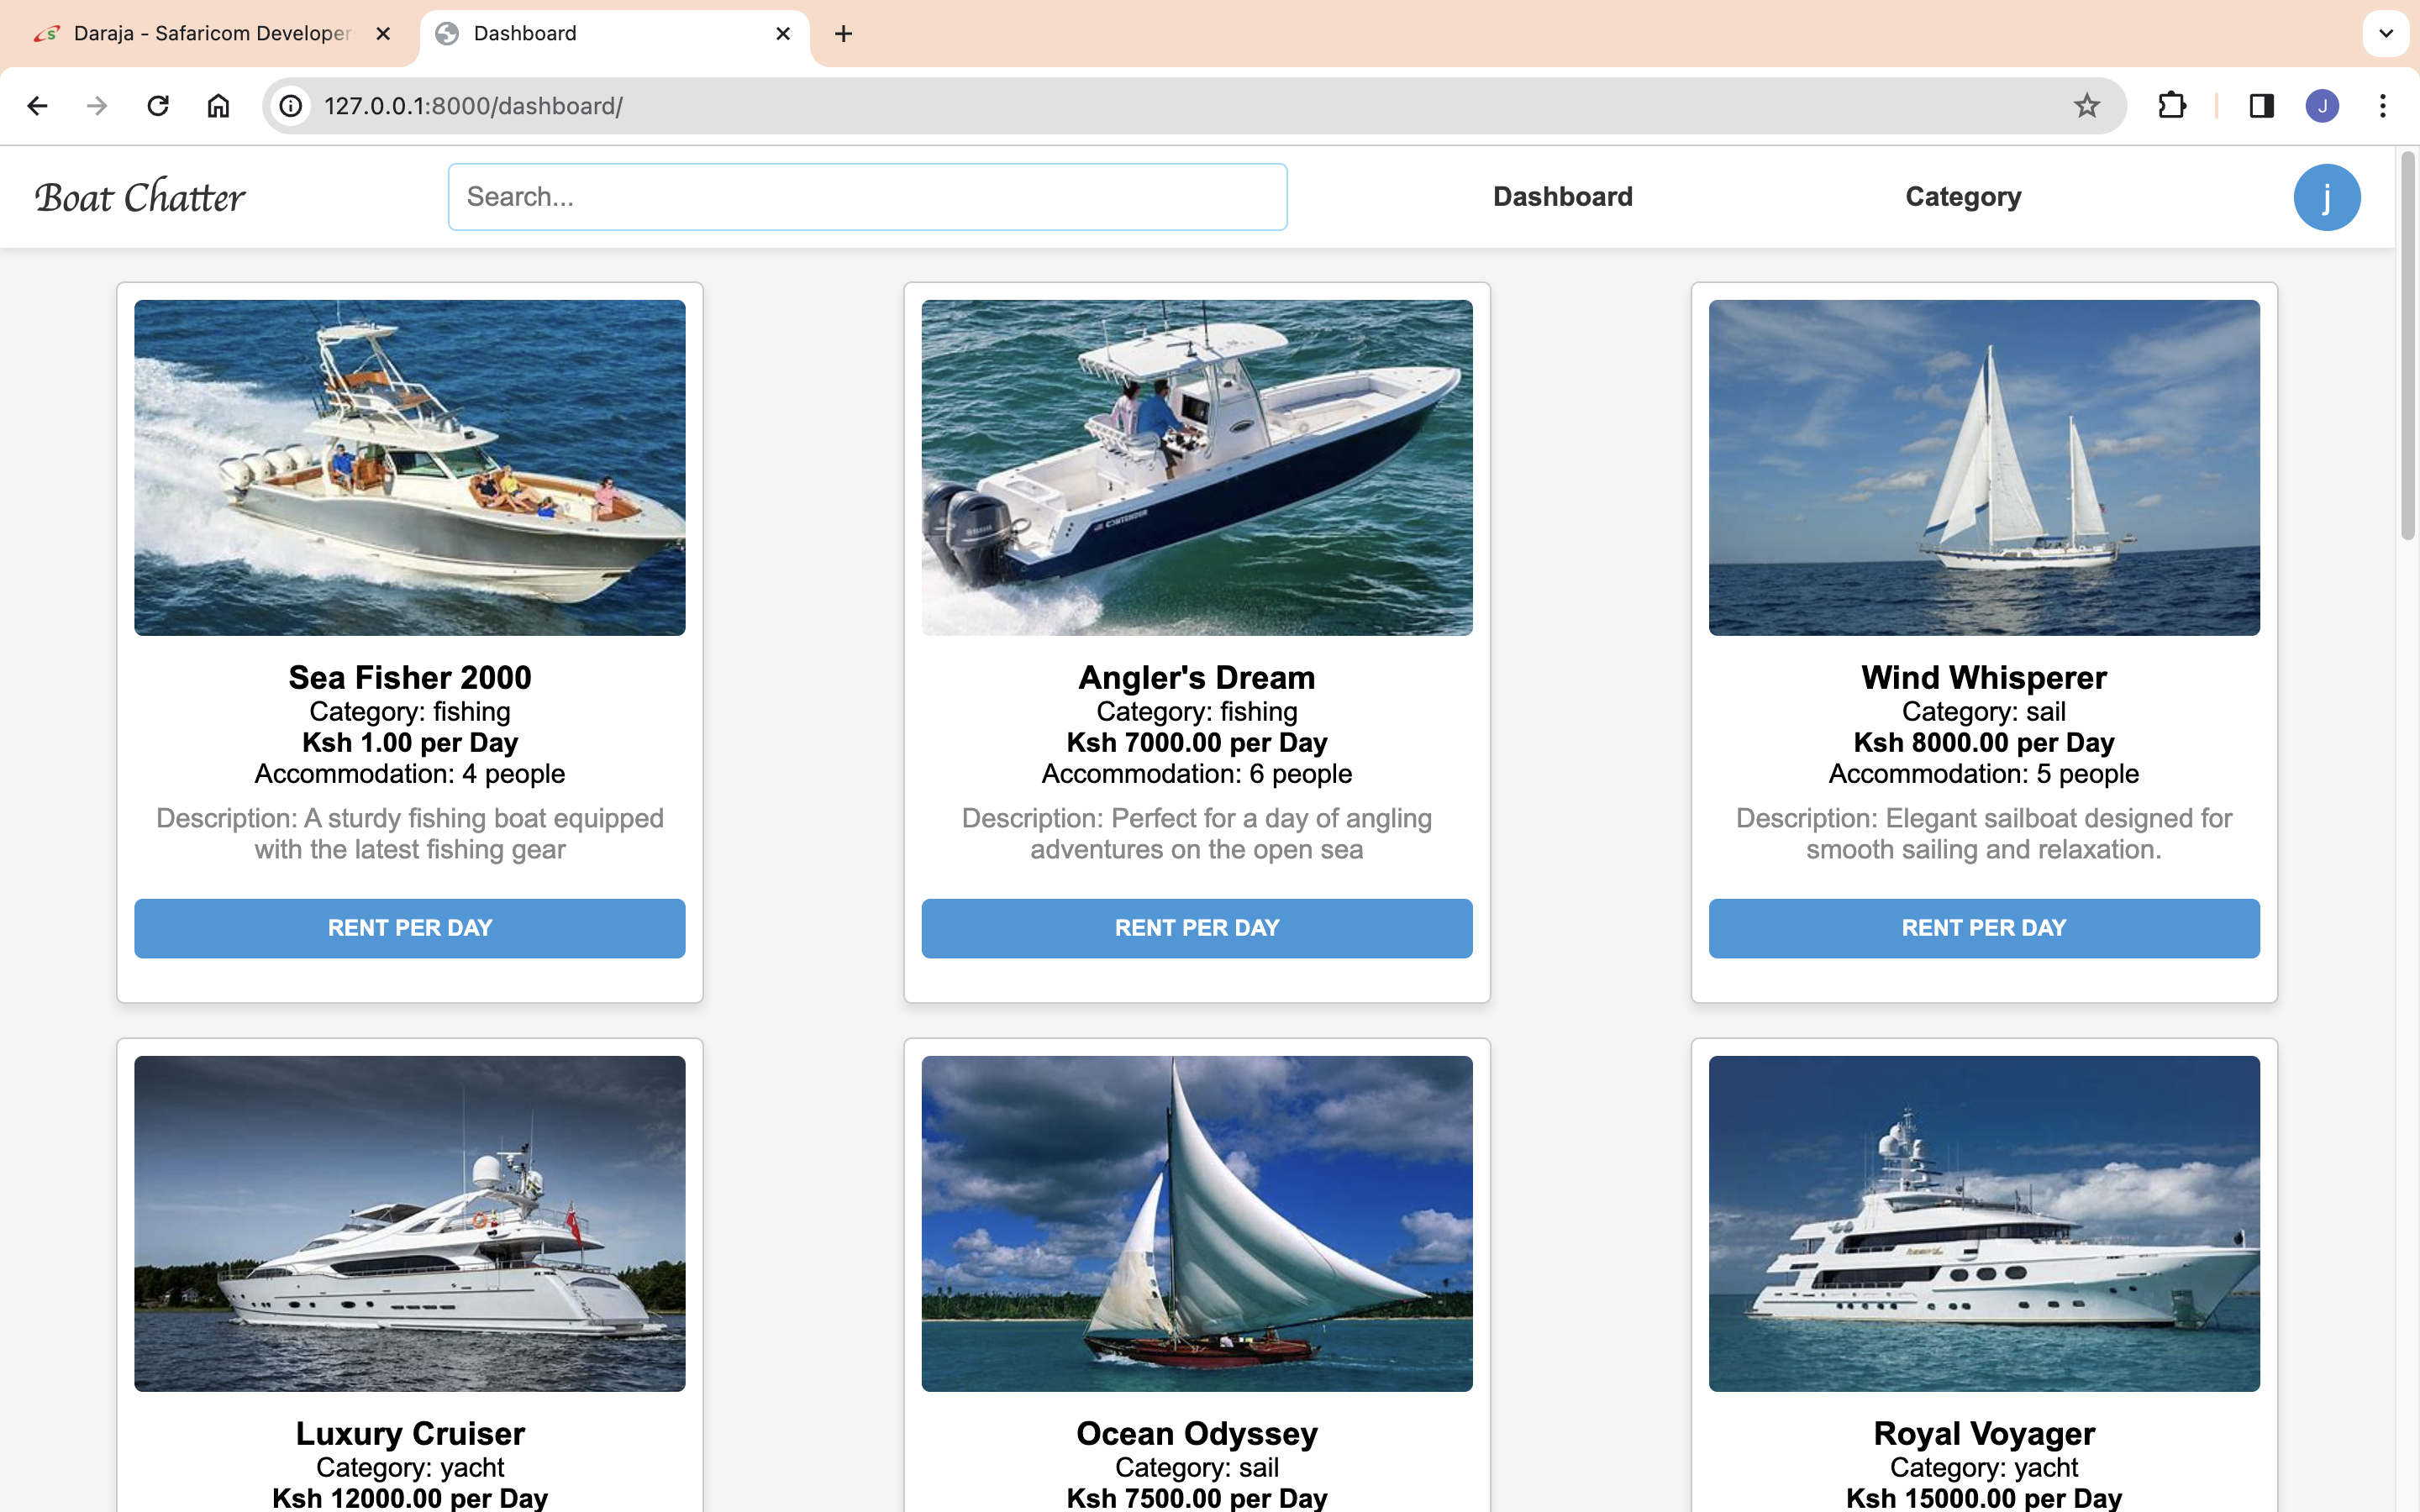 Daraja - Safaricom Developer
Dashboard
127.0.0.1:8000/dashboard/
J
Boat Chatter
Search...
Dashboard
Category
j
CONTENDER
YAMAHA
Sea Fisher 2000
Category: fishing
Ksh 1.00 per Day
Accommodation: 4 people
Description: A sturdy fishing boat equipped
with the latest fishing gear
RENT PER DAY
Angler's Dream
Category: fishing
Ksh 7000.00 per Day
Accommodation: 6 people
Description: Perfect for a day of angling
adventures on the open sea
RENT PER DAY
Wind Whisperer
Category: sail
Ksh 8000.00 per Day
Accommodation: 5 people
Description: Elegant sailboat designed for
smooth sailing and relaxation.
RENT PER DAY
Luxury Cruiser
Category: yacht
Ksh 12000.00 per Day
Ocean Odyssey
Category: sail
Ksh 7500.00 per Day
Royal Voyager
Category: yacht
Ksh 15000.00 per Day